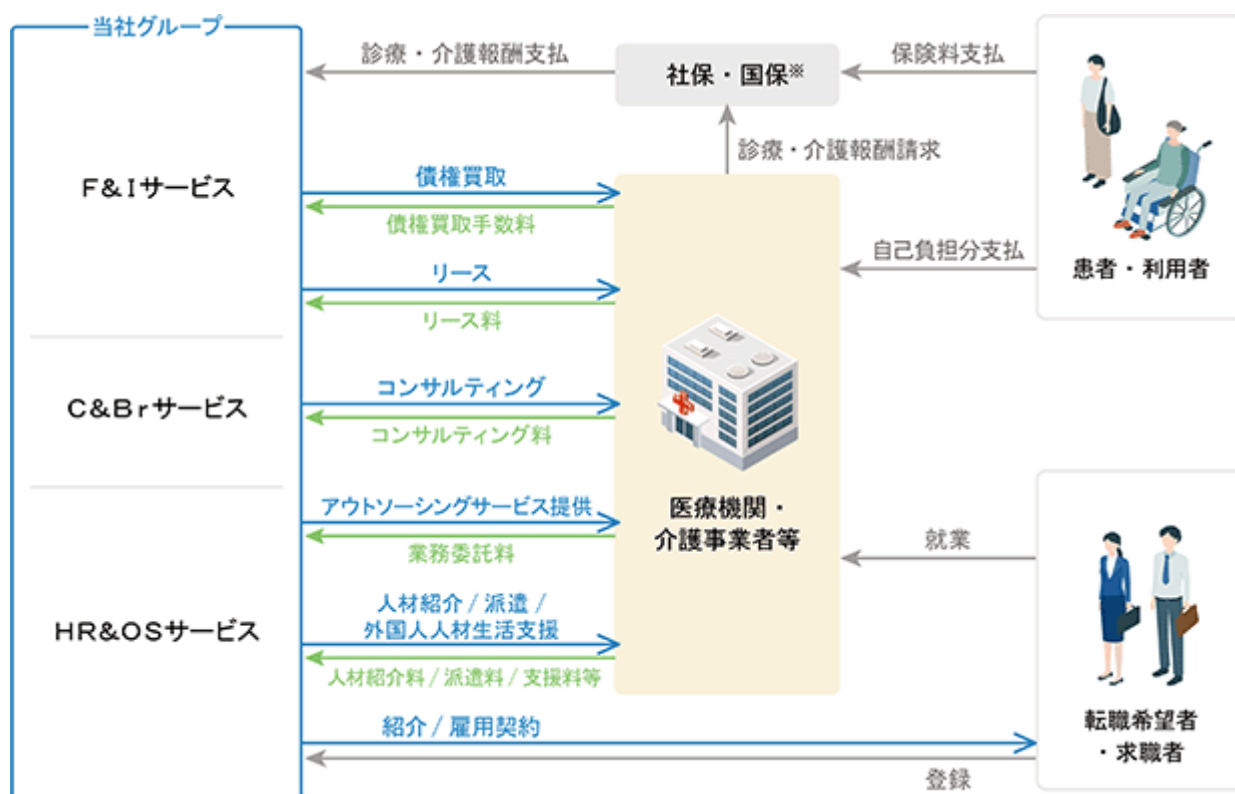 当社グループ
診療・介護報酬支払
社保・国保※
保険料支払
診療・介護報酬請求
F&Iサービス
債権買取
債権買取手数料
自己負担分支払
患者・利用者
リース
リース料
C&Brサービス
コンサルティング
コンサルティング料
医療機関・
介護事業者等
アウトソーシングサービス提供
業務委託料
就業
HR&OSサービス
人材紹介 / 派遣 /
外国人人材生活支援
人材紹介料 / 派遣料 / 支援料等
紹介 / 雇用契約
登録
転職希望者
・求職者